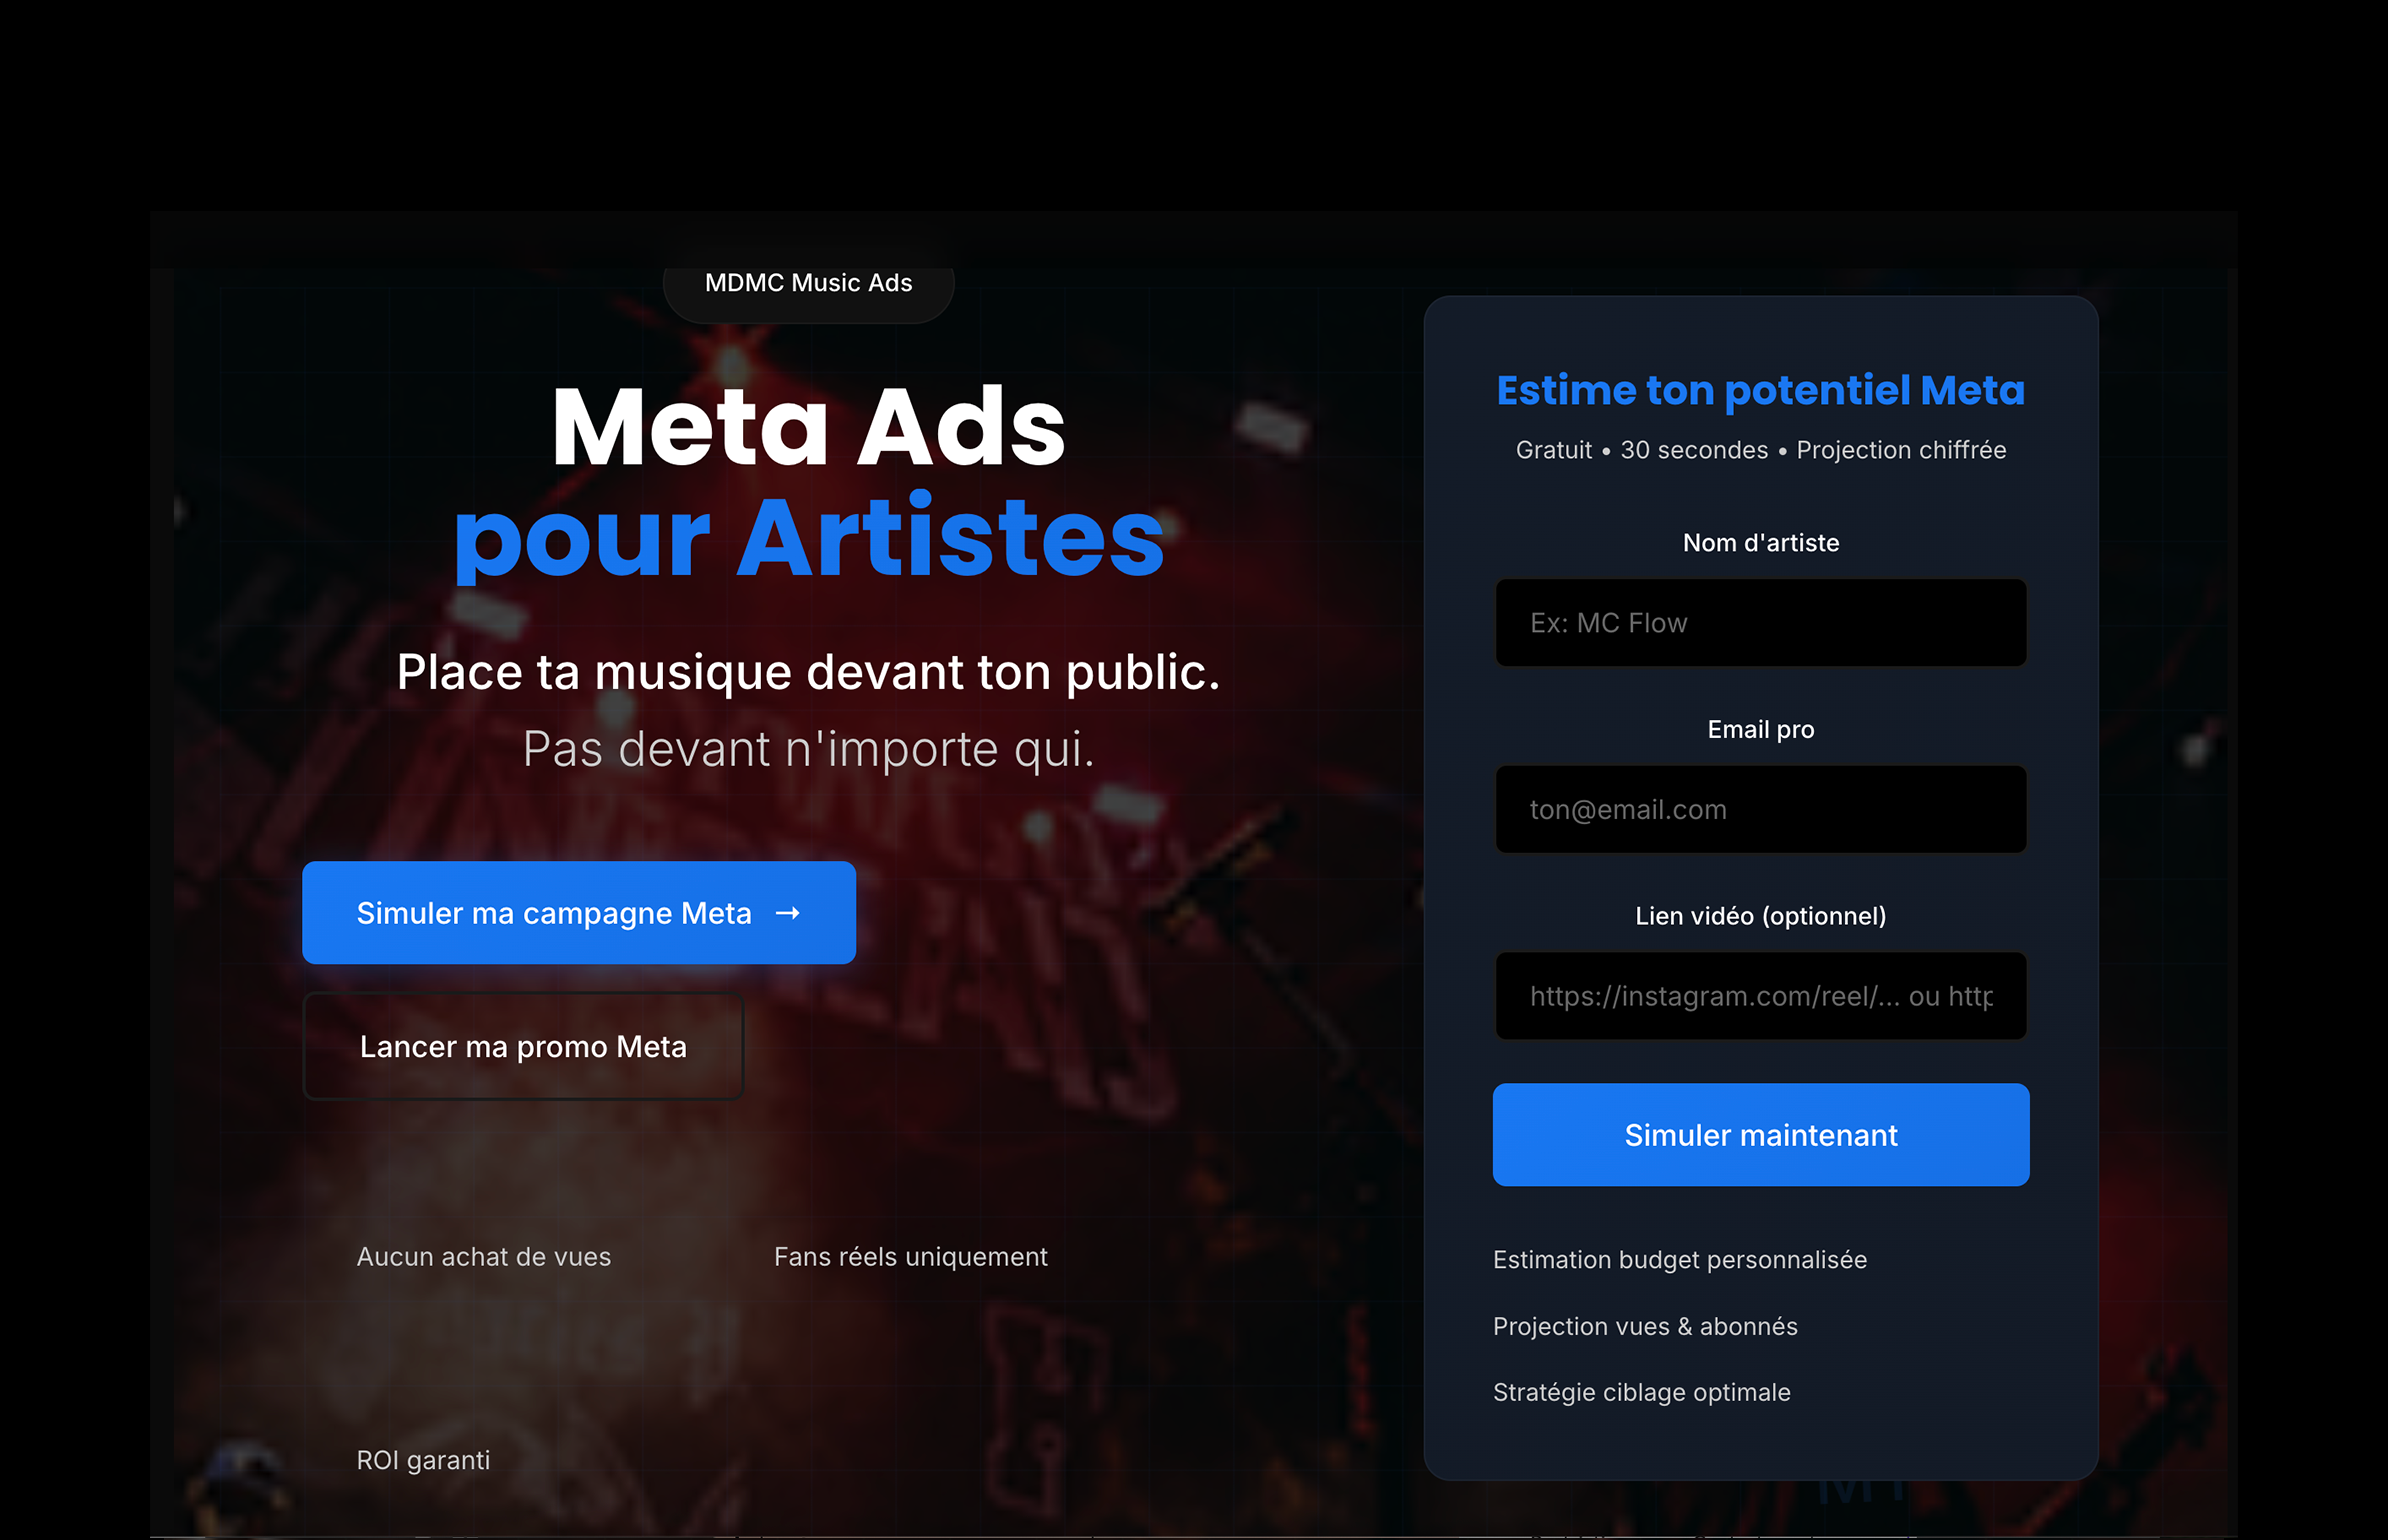 MDMC Music Ads
Meta Ads
pour Artistes
Place ta musique devant ton public.
Pas devant n'importe qui.
Simuler ma campagne Meta →
Lancer ma promo Meta
Aucun achat de vues
Fans réels uniquement
ROI garanti
Estime ton potentiel Meta
Gratuit • 30 secondes • Projection chiffrée
Nom d'artiste
Ex: MC Flow
Email pro
ton@email.com
Lien vidéo (optionnel)
https://instagram.com/reel/... ou http
Simuler maintenant
Estimation budget personnalisée
Projection vues & abonnés
Stratégie ciblage optimale